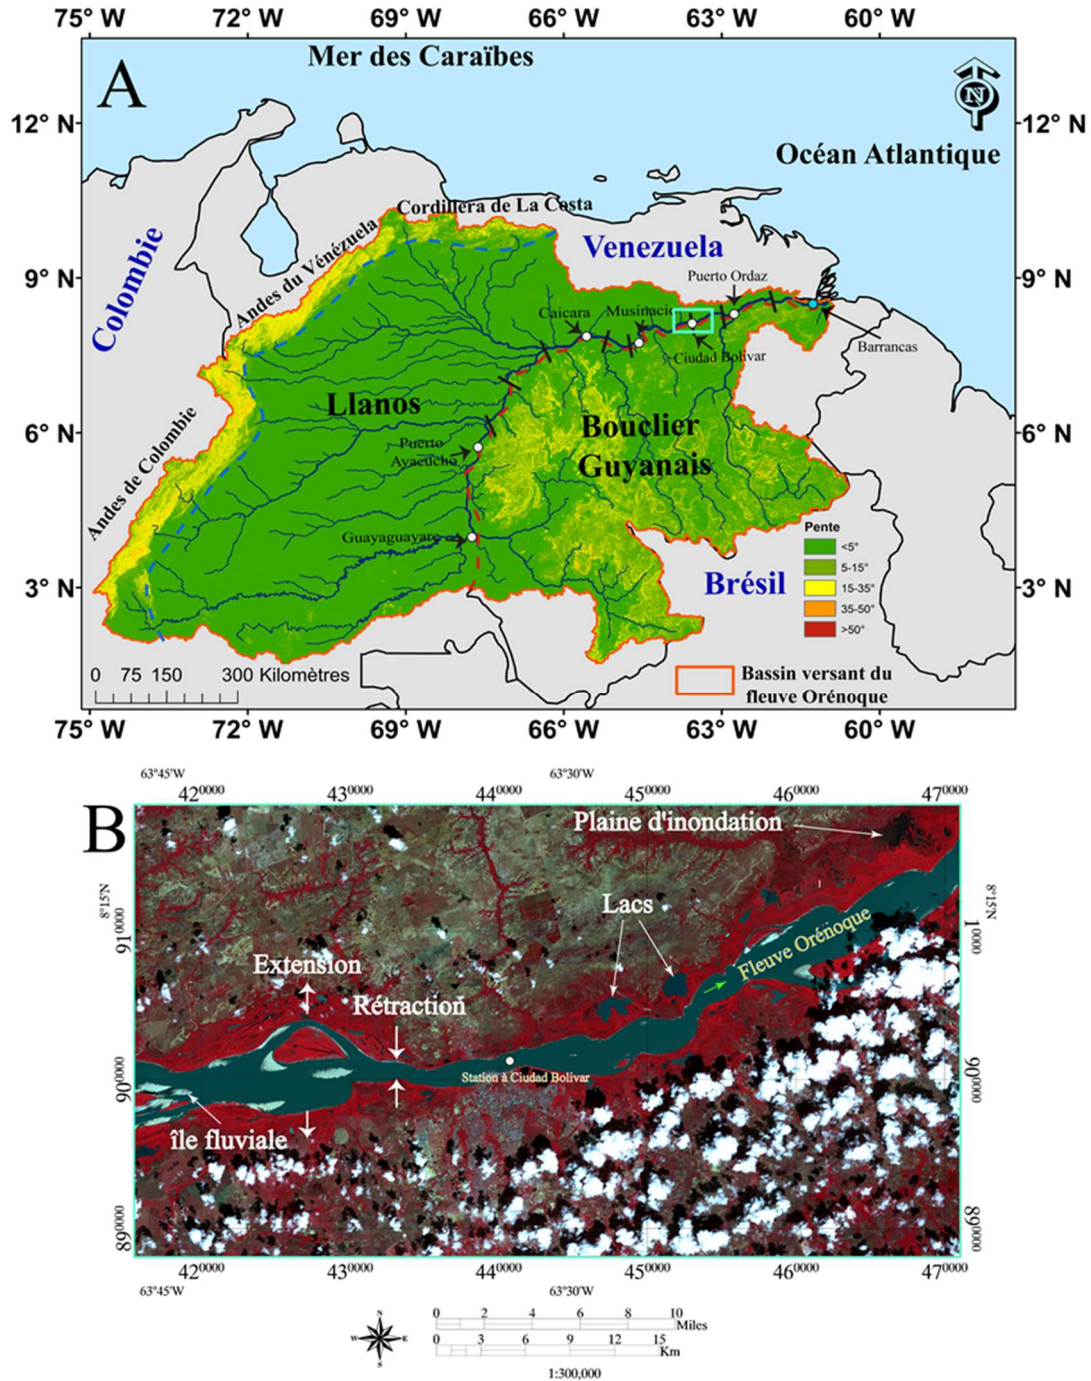 75° W 72° W 69° W 66° W 63° W 60° W
Mer des Caraïbes
A
N
12° N 12° N
Océan Atlantique
Cordillera de La Costa
Andes du Vénézuela
Venezuela
Colombie
9° N 9° N
Puerto Ordaz
Caicara Musinacio
Ciudad Bolivar
Barrancas
Llanos
Bouclier
Guyanais
6° N 6° N
Puerto
Ayacucho
Andes de Colombie
Guayaguayare
Pente
<5°
5-15°
15-35°
35-50°
>50°
Brésil
3° N 3° N
0 75 150 300 Kilomètres
Bassin versant du
fleuve Orénoque
75° W 72° W 69° W 66° W 63° W 60° W
63°45'W 63°30'W
420000 430000 440000 450000 460000 470000
B
Plaine d'inondation
8°15'N 8°15'N
Lacs
910000 10000
Fleuve Orénoque
Extension
Rétraction
Station à Ciudad Bolivar
900000 900000
île fluviale
890000 890000
420000 430000 440000 450000 460000 470000
63°45'W 63°30'W
N
W E
S
0 2 4 6 8 10
Miles
0 3 6 9 12 15
Km
1:300,000